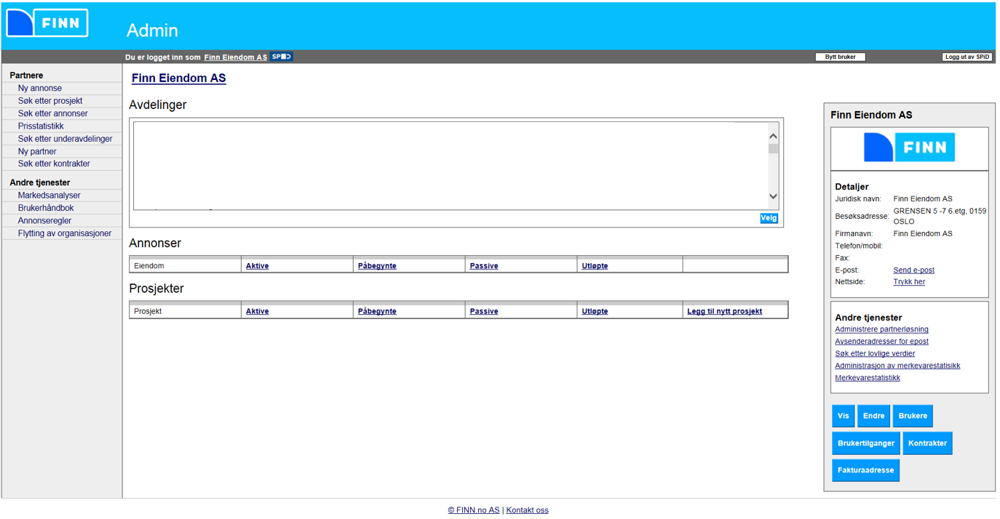 FINN
Admin
Du er logget inn som Finn Eiendom AS SPiD
Bytt bruker
Logg ut av SPiD
Partnere
Ny annonse
Søk etter prosjekt
Søk etter annonser
Prisstatistikk
Søk etter underavdelinger
Ny partner
Søk etter kontrakter
Andre tjenester
Markedsanalyser
Brukerhåndbok
Annonseregler
Flytting av organisasjoner
Finn Eiendom AS
Avdelinger
Velg
Annonser
Eiendom Aktive Påbegynte Passive Utløpte
Prosjekter
Prosjekt Aktive Påbegynte Passive Utløpte Legg til nytt prosjekt
Finn Eiendom AS
FINN
Detaljer
Juridisk navn: Finn Eiendom AS
Besøksadresse: GRENSEN 5 -7 6.etg, 0159
OSLO
Firmanavn: Finn Eiendom AS
Telefon/mobil:
Fax:
E-post: Send e-post
Nettside: Trykk her
Andre tjenester
Administrere partnerløsning
Avsenderadresser for epost
Søk etter lovlige verdier
Administrasjon av merkevarestatisikk
Merkevarestatistikk
Vis Endre Brukere
Brukertilganger Kontrakter
Fakturaadresse
© FINN.no AS | Kontakt oss